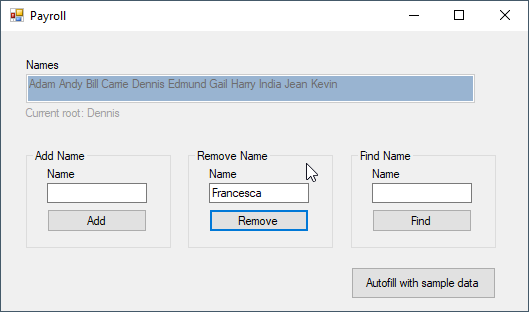 Payroll
Names
Adam Andy Bill Carrie Dennis Edmund Gail Harry India Jean Kevin
Current root: Dennis
Add Name
Name
Add
Remove Name
Name
Francesca
Remove
Find Name
Name
Find
Autofill with sample data